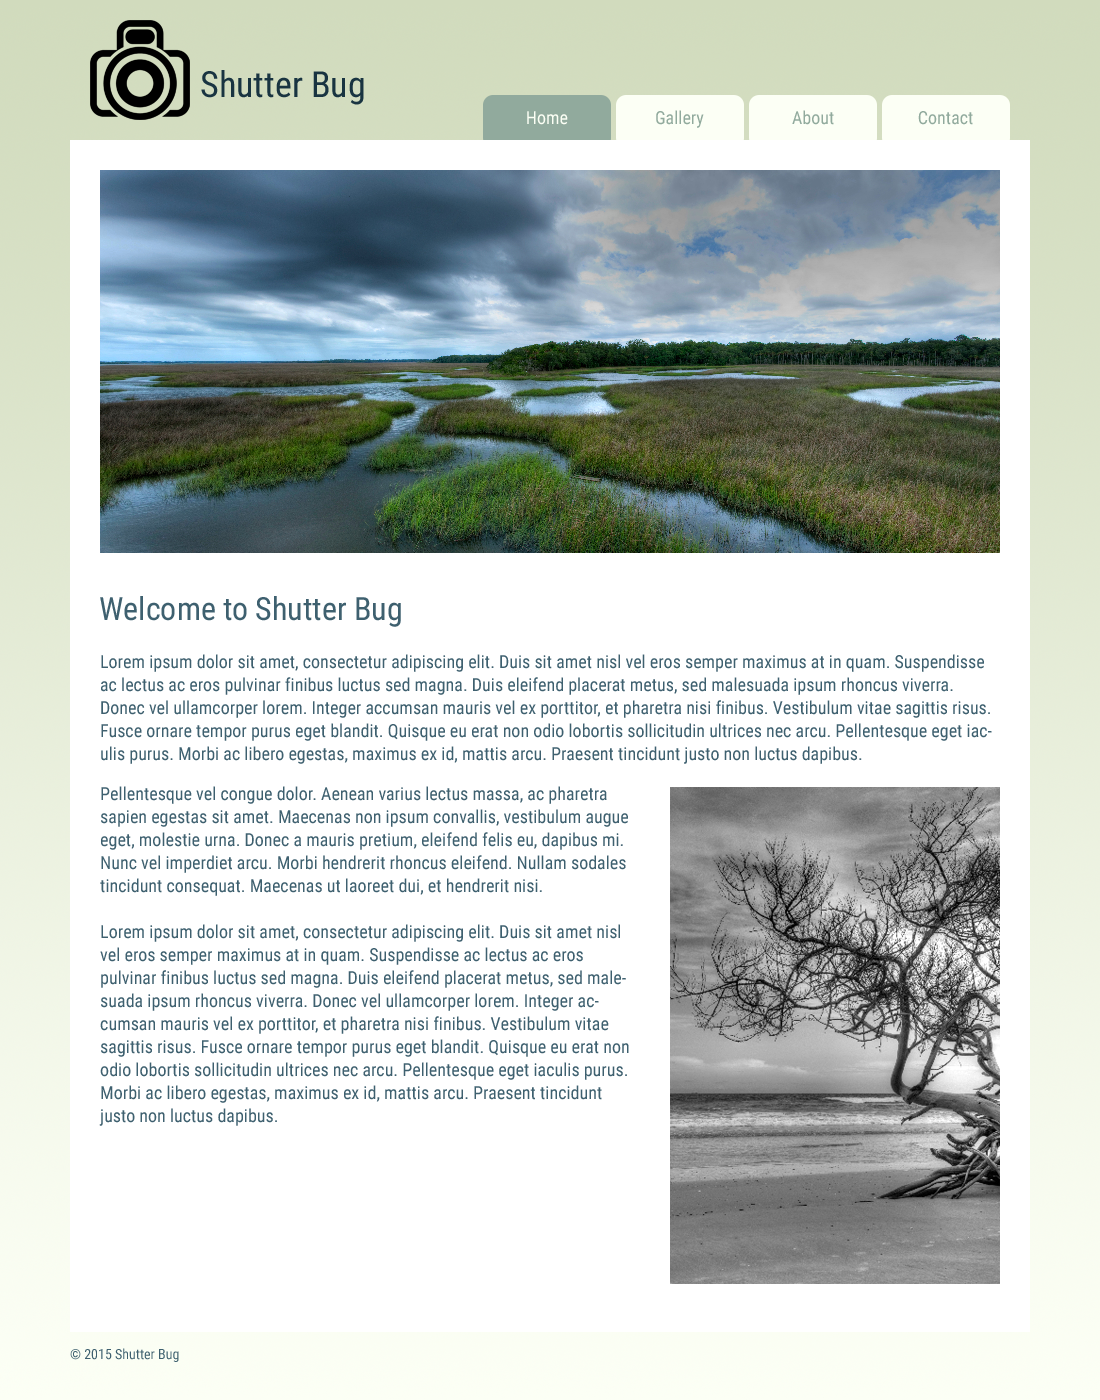 Shutter Bug
Home Gallery About Contact
Welcome to Shutter Bug
Lorem ipsum dolor sit amet, consectetur adipiscing elit. Duis sit amet nisl vel eros semper maximus at in quam. Suspendisse
ac lectus ac eros pulvinar finibus luctus sed magna. Duis eleifend placerat metus, sed malesuada ipsum rhoncus viverra.
Donec vel ullamcorper lorem. Integer accumsan mauris vel ex porttitor, et pharetra nisi finibus. Vestibulum vitae sagittis risus.
Fusce ornare tempor purus eget blandit. Quisque eu erat non odio lobortis sollicitudin ultrices nec arcu. Pellentesque eget iac-
ulis purus. Morbi ac libero egestas, maximus ex id, mattis arcu. Praesent tincidunt justo non luctus dapibus.
Pellentesque vel congue dolor. Aenean varius lectus massa, ac pharetra
sapien egestas sit amet. Maecenas non ipsum convallis, vestibulum augue
eget, molestie urna. Donec a mauris pretium, eleifend felis eu, dapibus mi.
Nunc vel imperdiet arcu. Morbi hendrerit rhoncus eleifend. Nullam sodales
tincidunt consequat. Maecenas ut laoreet dui, et hendrerit nisi.
Lorem ipsum dolor sit amet, consectetur adipiscing elit. Duis sit amet nisl
vel eros semper maximus at in quam. Suspendisse ac lectus ac eros
pulvinar finibus luctus sed magna. Duis eleifend placerat metus, sed male-
suada ipsum rhoncus viverra. Donec vel ullamcorper lorem. Integer ac-
cumsan mauris vel ex porttitor, et pharetra nisi finibus. Vestibulum vitae
sagittis risus. Fusce ornare tempor purus eget blandit. Quisque eu erat non
odio lobortis sollicitudin ultrices nec arcu. Pellentesque eget iaculis purus.
Morbi ac libero egestas, maximus ex id, mattis arcu. Praesent tincidunt
justo non luctus dapibus.
© 2015 Shutter Bug